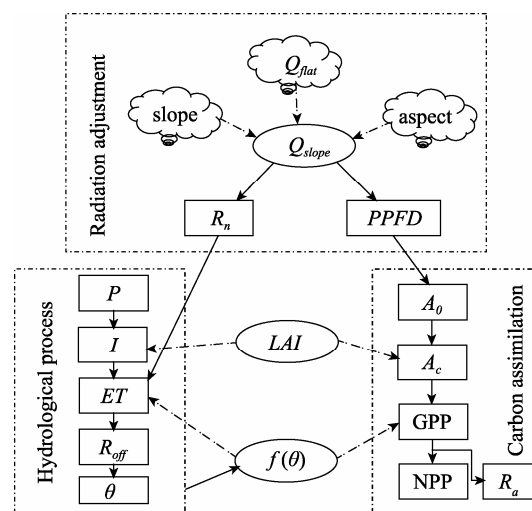 Radiation adjustment
Q_flat
slope
aspect
Q_slope
R_n
PPFD
Hydrological process
P
I
ET
R_off
θ
LAI
f(θ)
Carbon assimilation
A_0
A_c
GPP
NPP
R_a